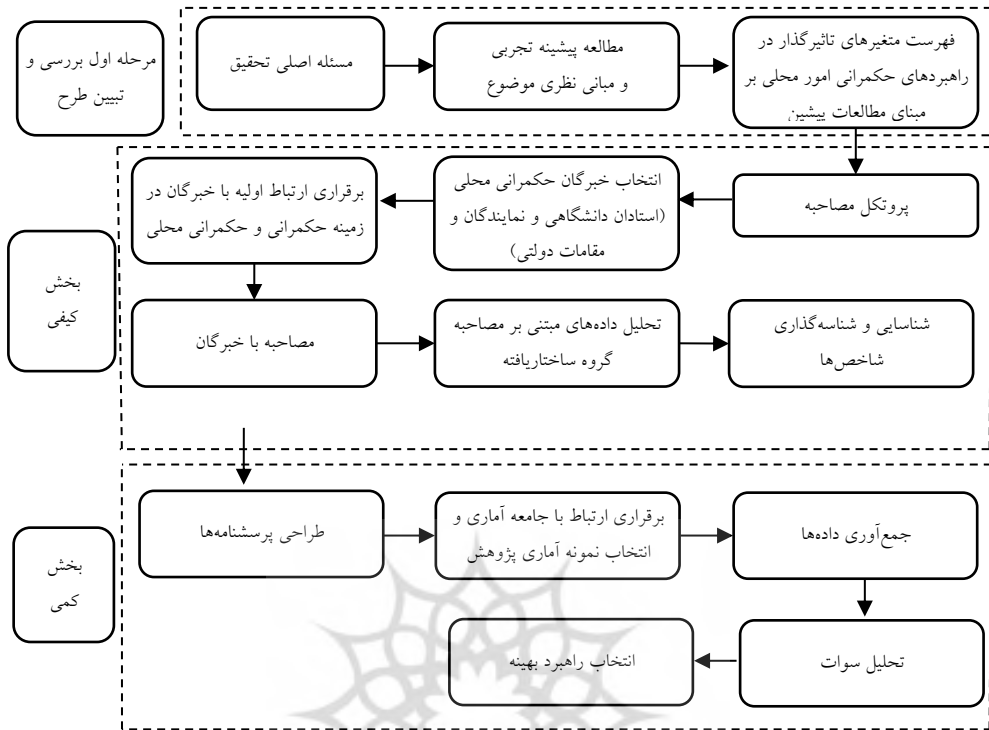 مرحله اول بررسی و
تبیین طرح
مسئله اصلی تحقیق
مطالعه پیشینه تجربی
و مبانی نظری موضوع
فهرست متغیرهای تاثیرگذار در
راهبردهای حکمرانی امور محلی بر
مبنای مطالعات پیشین
بخش
کیفی
پروتکل مصاحبه
انتخاب خبرگان حکمرانی محلی
(استادان دانشگاهی و نمایندگان و
مقامات دولتی)
برقراری ارتباط اولیه با خبرگان در
زمینه حکمرانی و حکمرانی محلی
مصاحبه با خبرگان
تحلیل داده‌های مبتنی بر مصاحبه
گروه ساختاریافته
شناسایی و شناسه‌گذاری
شاخص‌ها
بخش
کمی
طراحی پرسشنامه‌ها
برقراری ارتباط با جامعه آماری و
انتخاب نمونه آماری پژوهش
جمع‌آوری داده‌ها
تحلیل سوات
انتخاب راهبرد بهینه